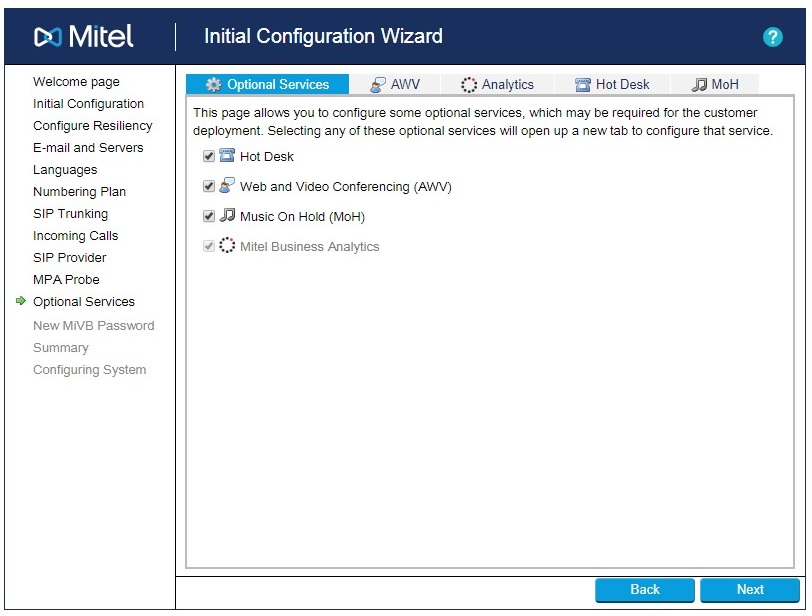 Mitel
Initial Configuration Wizard
?
Welcome page
Initial Configuration
Configure Resiliency
E-mail and Servers
Languages
Numbering Plan
SIP Trunking
Incoming Calls
SIP Provider
MPA Probe
Optional Services
New MiVB Password
Summary
Configuring System
Optional Services AWV Analytics Hot Desk MoH
This page allows you to configure some optional services, which may be required for the customer
deployment. Selecting any of these optional services will open up a new tab to configure that service.
Hot Desk
Web and Video Conferencing (AWV)
Music On Hold (MoH)
Mitel Business Analytics
Back Next